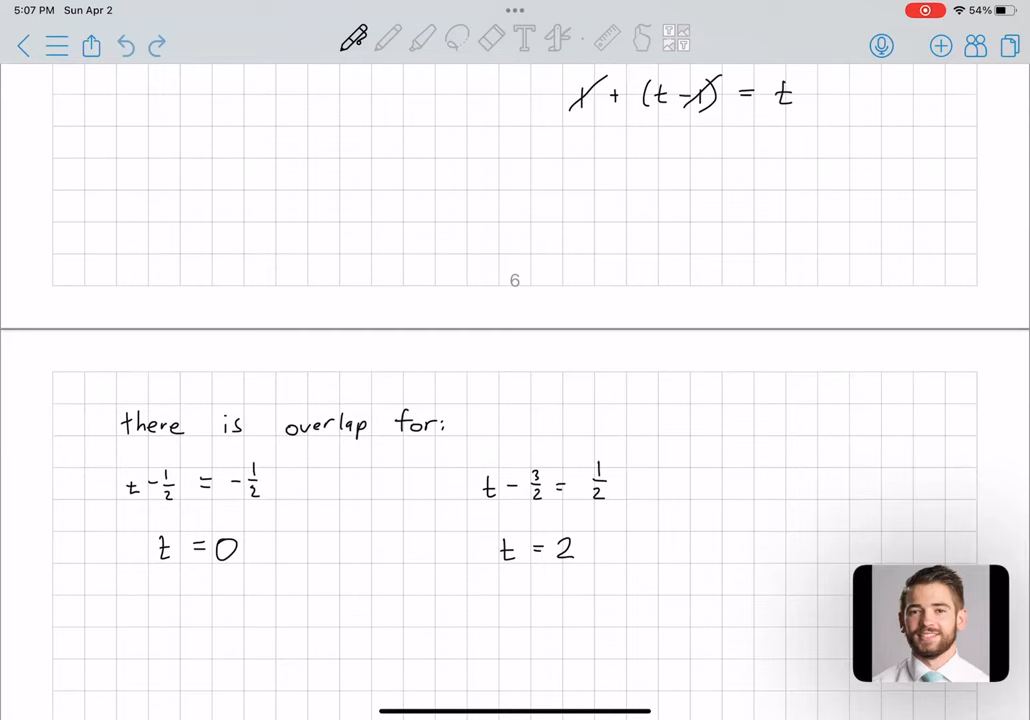 5:07 PM Sun Apr 2
54%
1 + (t - 1) = t
6
there is overlap for:
t - 1/2 = - 1/2
t - 3/2 = 1/2
t = 0
t = 2